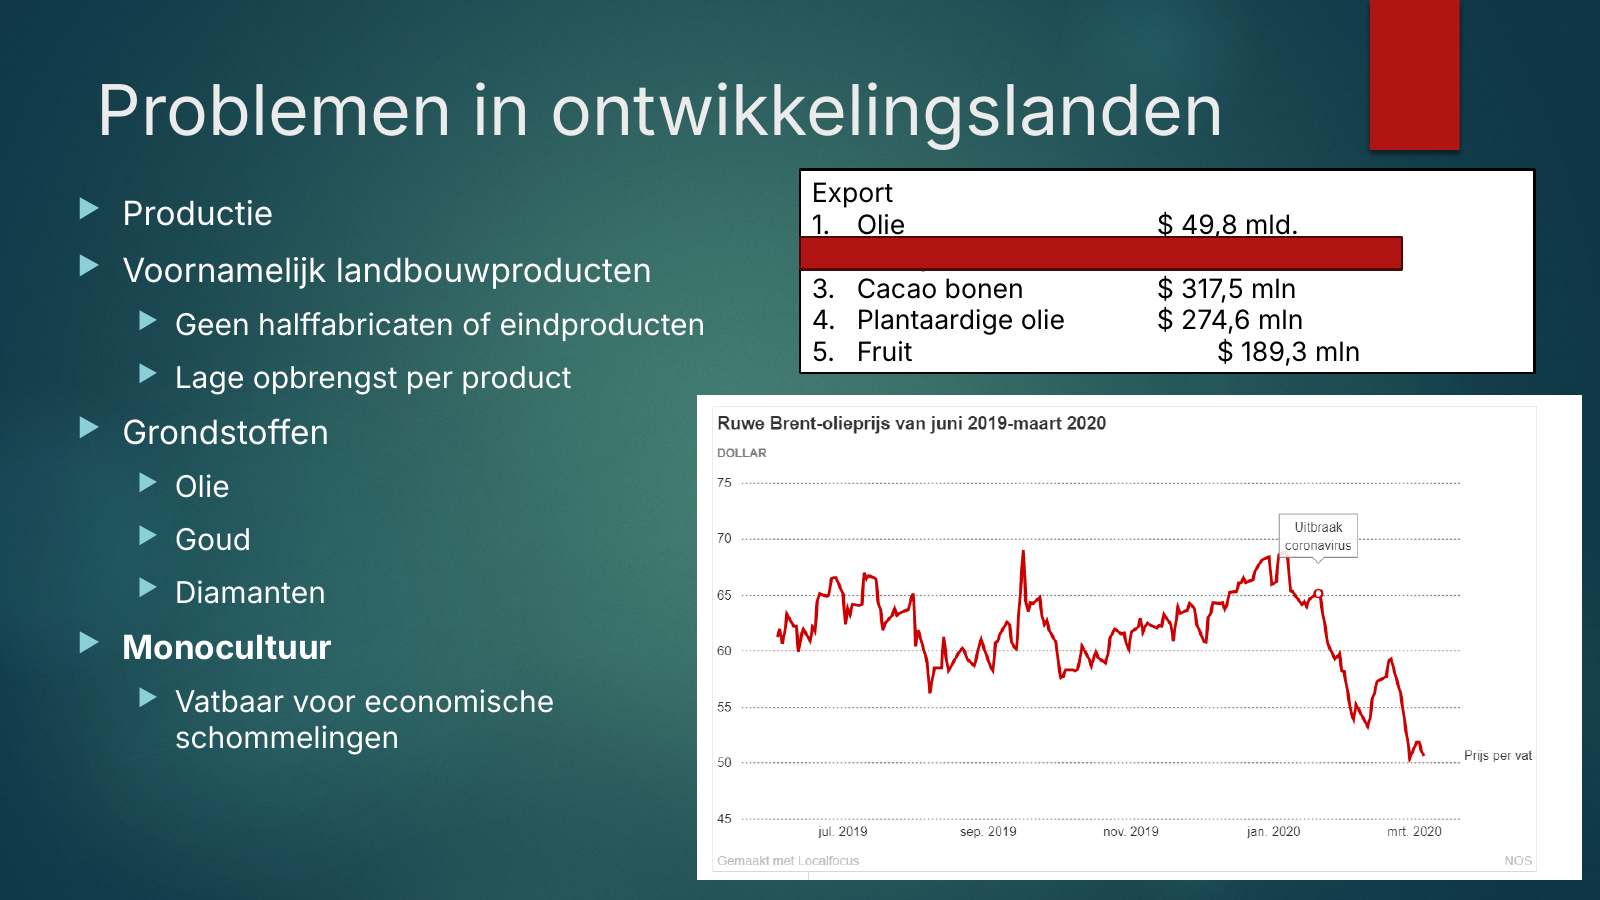 Problemen in ontwikkelingslanden
Productie
Voornamelijk landbouwproducten
Geen halffabricaten of eindproducten
Lage opbrengst per product
Grondstoffen
Olie
Goud
Diamanten
Monocultuur
Vatbaar voor economische
schommelingen
Export
1. Olie $ 49,8 mld.
3. Cacao bonen $ 317,5 mln
4. Plantaardige olie $ 274,6 mln
5. Fruit $ 189,3 mln
Ruwe Brent-olieprijs van juni 2019-maart 2020
DOLLAR
75
70
65
60
55
50
45
Uitbraak
coronavirus
Prijs per vat
jul. 2019 sep. 2019 nov. 2019 jan. 2020 mrt. 2020
Gemaakt met Localfocus NOS